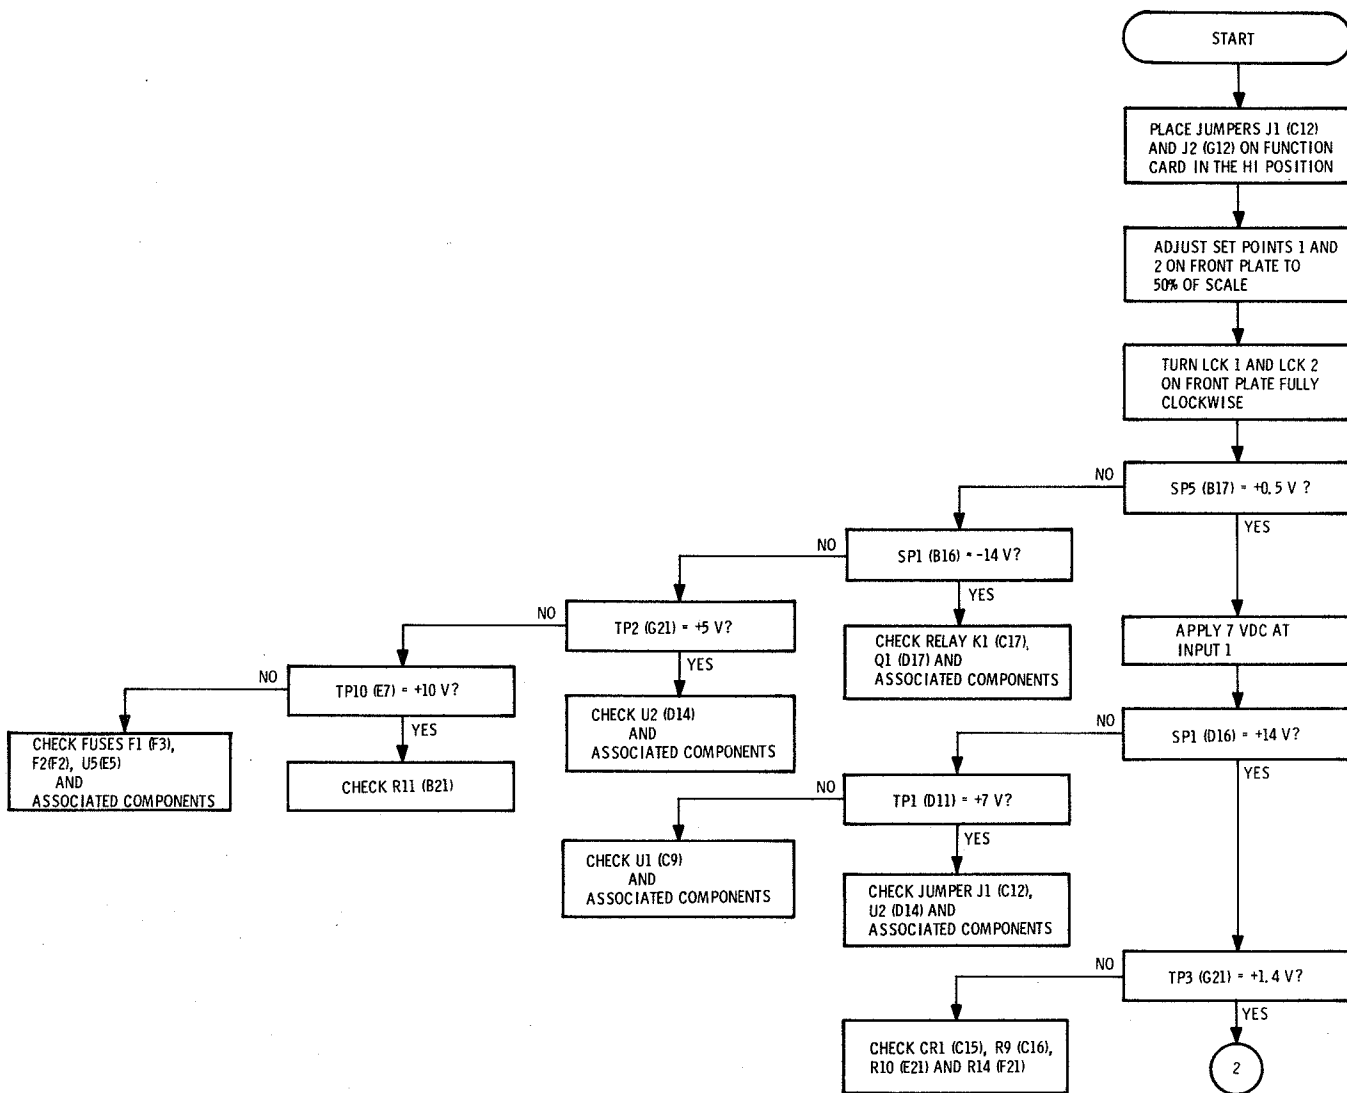 START
PLACE JUMPERS J1 (C12)
AND J2 (G12) ON FUNCTION
CARD IN THE HI POSITION
ADJUST SET POINTS 1 AND
2 ON FRONT PLATE TO
50% OF SCALE
TURN LCK 1 AND LCK 2
ON FRONT PLATE FULLY
CLOCKWISE
NO
SP5 (B17) = +0.5 V ?
YES
NO
SP1 (B16) = -14 V?
YES
NO
TP2 (G21) = +5 V?
YES
CHECK RELAY K1 (C17),
Q1 (D17) AND
ASSOCIATED COMPONENTS
APPLY 7 VDC AT
INPUT 1
NO
TP10 (E7) = +10 V?
YES
CHECK U2 (D14)
AND
ASSOCIATED COMPONENTS
NO
SP1 (D16) = +14 V?
YES
CHECK FUSES F1 (F3),
F2(F2), U5(E5)
AND
ASSOCIATED COMPONENTS
CHECK R11 (B21)
NO
TP1 (D11) = +7 V?
YES
CHECK U1 (C9)
AND
ASSOCIATED COMPONENTS
CHECK JUMPER J1 (C12),
U2 (D14) AND
ASSOCIATED COMPONENTS
NO
TP3 (G21) = +1.4 V?
YES
CHECK CR1 (C15), R9 (C16),
R10 (E21) AND R14 (F21)
2